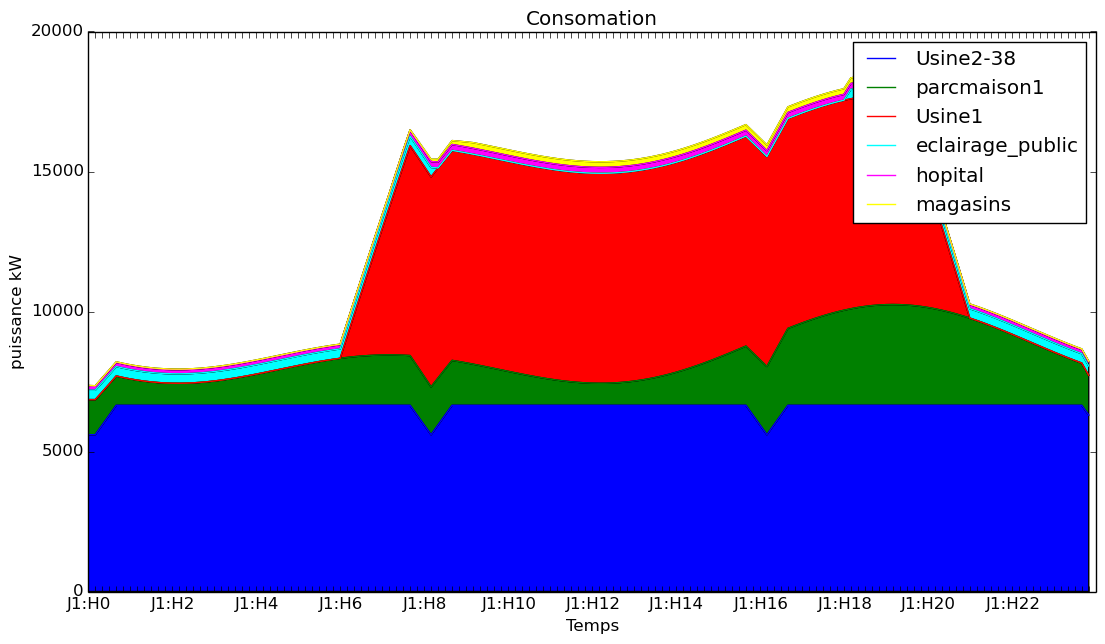 Consomation
20000
15000
10000
5000
0
puissance kW
Usine2-38
parcmaison1
Usine1
eclairage_public
hopital
magasins
J1:H0 J1:H2 J1:H4 J1:H6 J1:H8 J1:H10 J1:H12 J1:H14 J1:H16 J1:H18 J1:H20 J1:H22
Temps